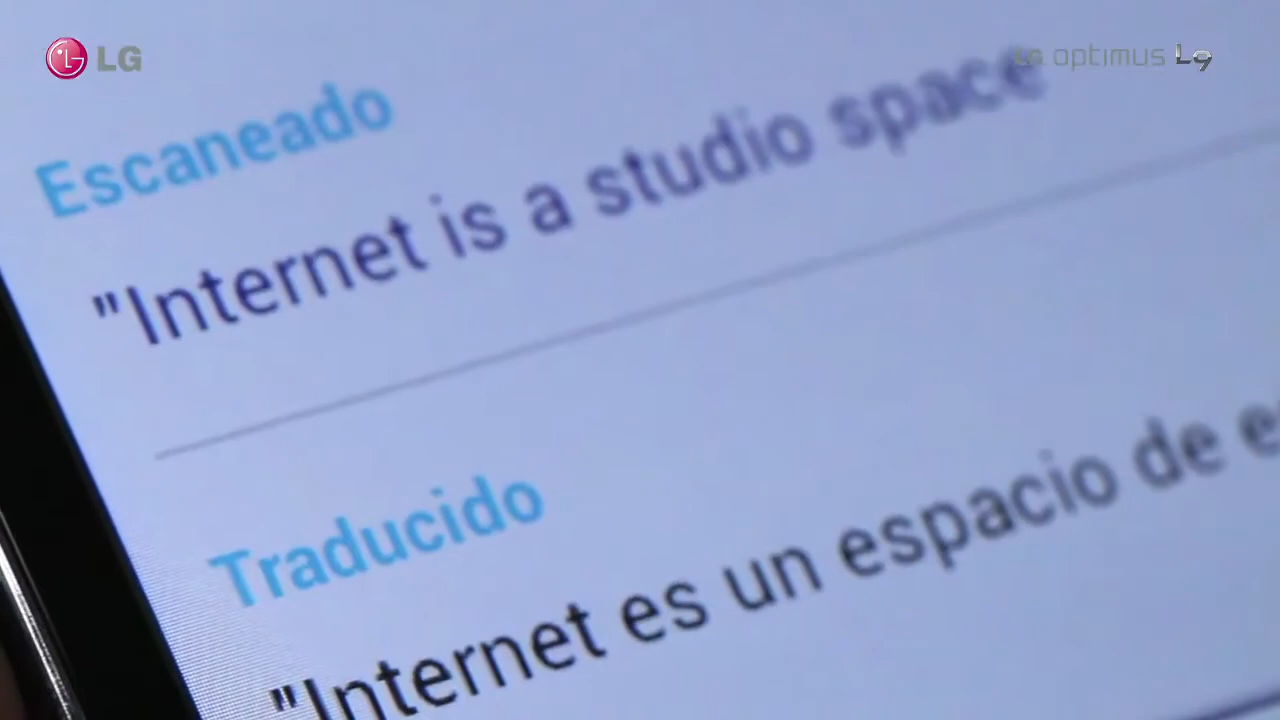 LG
LG optimus L9
Escaneado
"Internet is a studio space
Traducido
"Internet es un espacio de